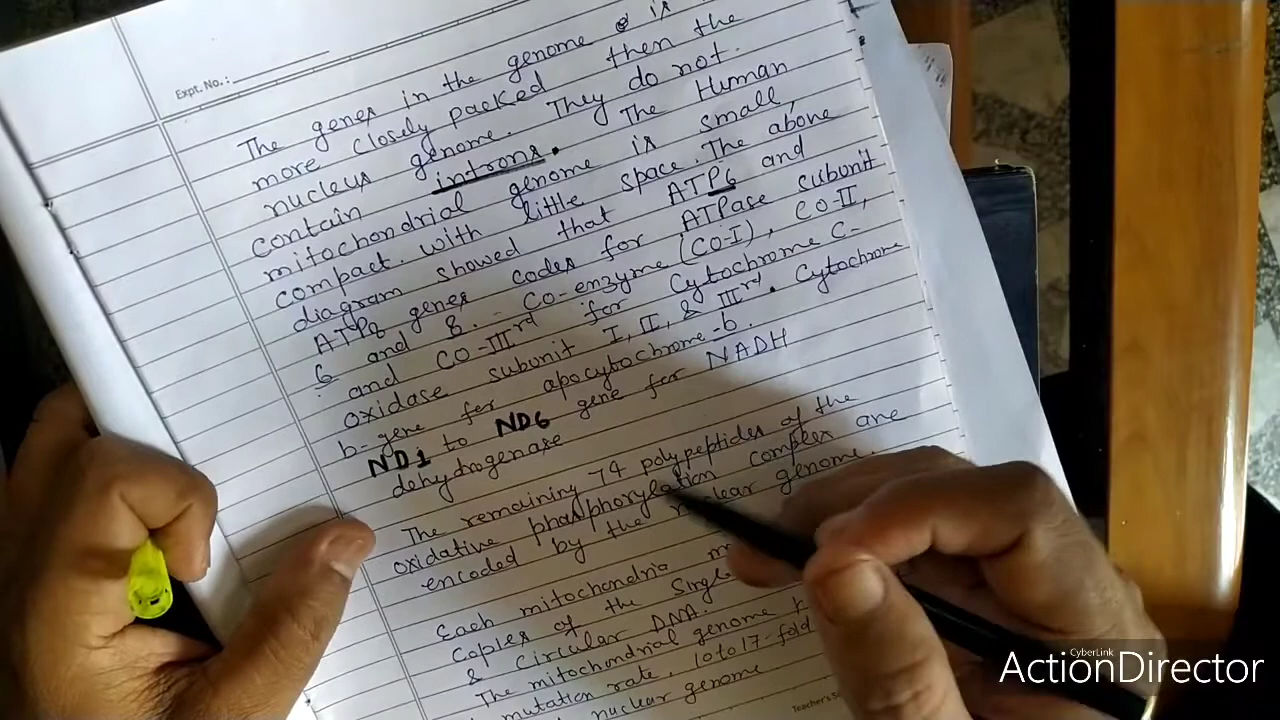 Expt. No. :
The genes in the genome is
more closely packed then the
nucleus genome. They do not
contain introns. The Human
mitochondrial genome is small,
compact. with little space. The above
diagram showed that ATP6 and
ATP8 genes codes for ATPase subunit
6 and 8. CO-enzyme (CO-I), CO-II,
and CO-IIIrd for Cytochrome C-
oxidase subunit I, II, & IIIrd. Cytochrome
b-gene for apocytochrome-b.
ND1 to ND6 gene for NADH
dehydrogenase
The remaining 74 polypeptides of the
oxidative phosphorylation complex are
encoded by the nuclear genome.
Each mitochondria
Copies of the Single
& Circular DNA.
The mitochondrial genome
mutation rate, 10 to 17-fold
nuclear genome
Teacher's
CyberLink
ActionDirector